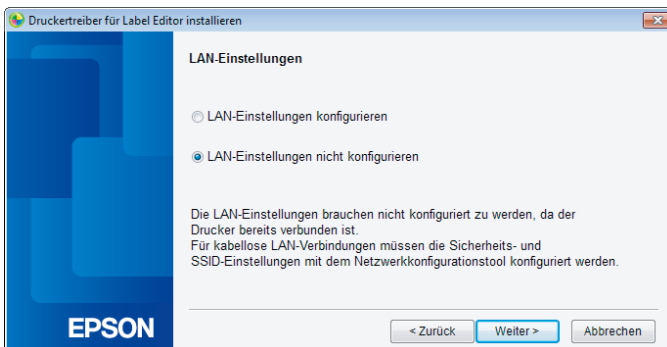 Druckertreiber für Label Editor installieren
LAN-Einstellungen
LAN-Einstellungen konfigurieren
LAN-Einstellungen nicht konfigurieren
Die LAN-Einstellungen brauchen nicht konfiguriert zu werden, da der
Drucker bereits verbunden ist.
Für kabellose LAN-Verbindungen müssen die Sicherheits- und
SSID-Einstellungen mit dem Netzwerkkonfigurationstool konfiguriert werden.
EPSON
< Zurück Weiter > Abbrechen